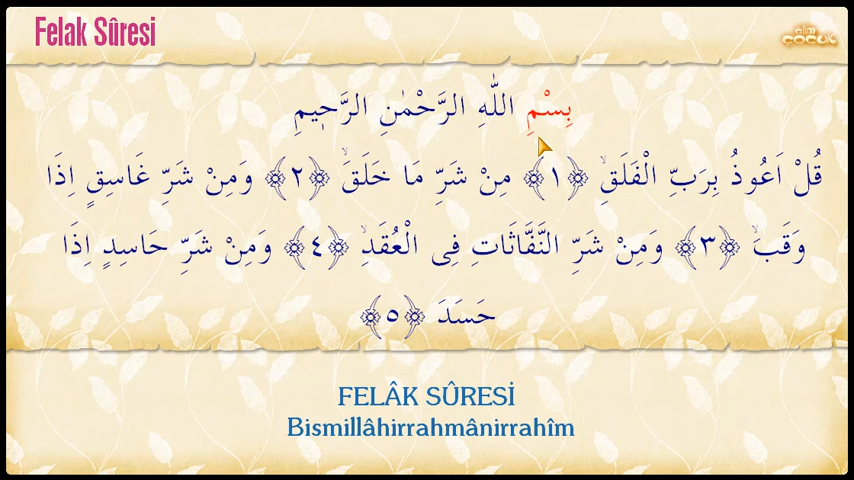 Felak Sûresi
çocuk
بِسْمِ اللّٰهِ الرَّحْمٰنِ الرَّح۪يمِ
قُلْ اَعُوذُ بِرَبِّ الْفَلَقِۙ ﴿١﴾ مِنْ شَرِّ مَا خَلَقَۙ ﴿٢﴾ وَمِنْ شَرِّ غَاسِقٍ اِذَا
وَقَبَۙ ﴿٣﴾ وَمِنْ شَرِّ النَّفَّاثَاتِ فِى الْعُقَدِۙ ﴿٤﴾ وَمِنْ شَرِّ حَاسِدٍ اِذَا
حَسَدَ ﴿٥﴾
FELÂK SÛRESİ
Bismillâhirrahmânirrahîm